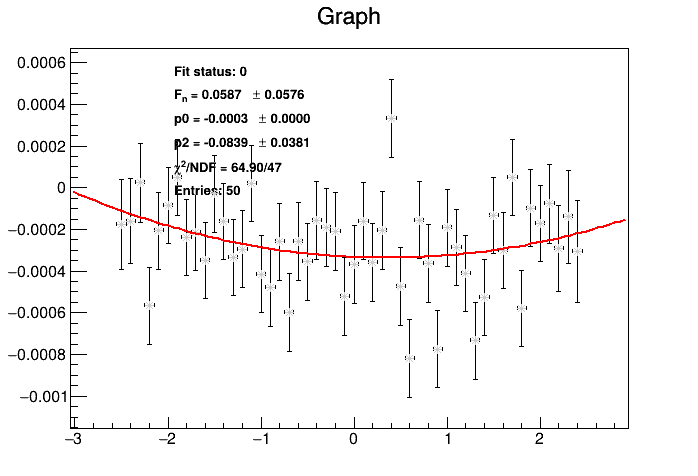 Graph
Fit status: 0
Fn = 0.0587 ± 0.0576
p0 = -0.0003 ± 0.0000
p2 = -0.0839 ± 0.0381
χ²/NDF = 64.90/47
Entries: 50
0.0006
0.0004
0.0002
0
−0.0002
−0.0004
−0.0006
−0.0008
−0.001
−3 −2 −1 0 1 2